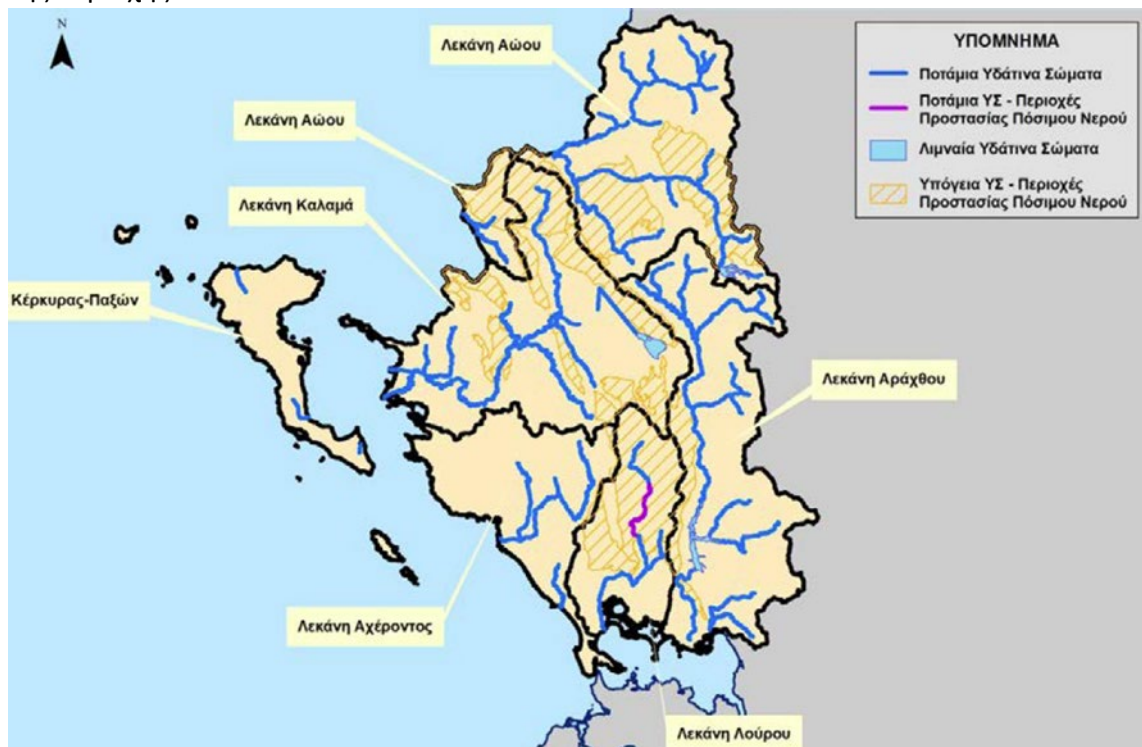 N
Λεκάνη Αώου
Λεκάνη Αώου
Λεκάνη Καλαμά
Κέρκυρας-Παξών
Λεκάνη Αράχθου
Λεκάνη Αχέροντος
Λεκάνη Λούρου
ΥΠΟΜΝΗΜΑ
Ποτάμια Υδάτινα Σώματα
Ποτάμια ΥΣ - Περιοχές
Προστασίας Πόσιμου Νερού
Λιμναία Υδάτινα Σώματα
Υπόγεια ΥΣ - Περιοχές
Προστασίας Πόσιμου Νερού